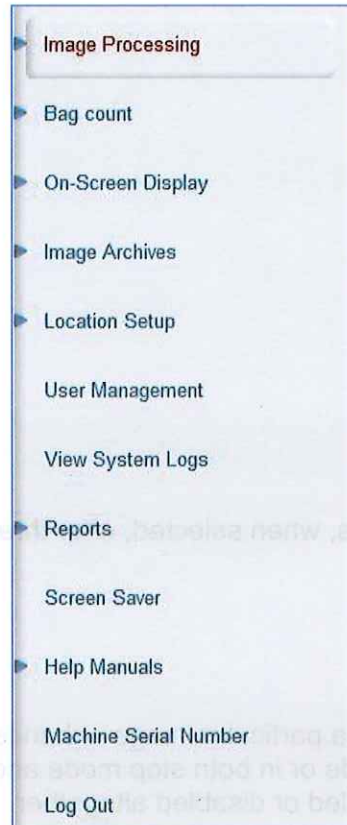 Image Processing
Bag count
On-Screen Display
Image Archives
Location Setup
User Management
View System Logs
Reports
Screen Saver
Help Manuals
Machine Serial Number
Log Out